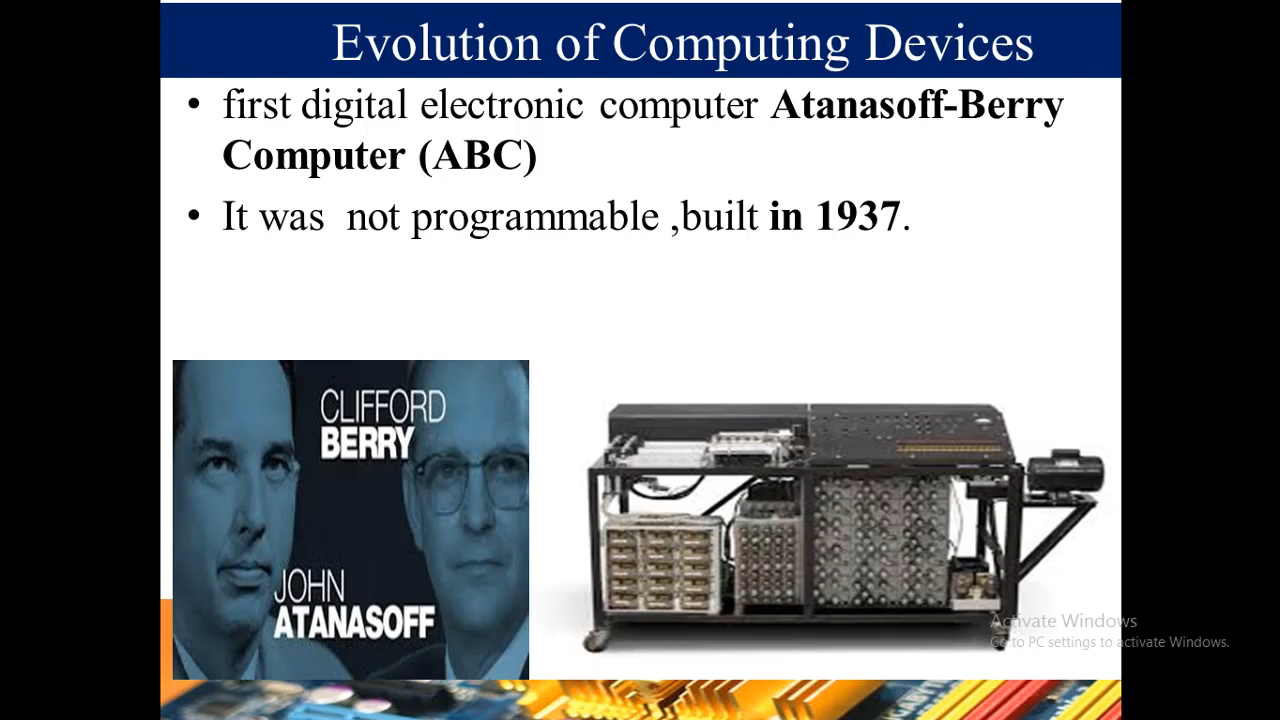 Evolution of Computing Devices
• first digital electronic computer Atanasoff-Berry
Computer (ABC)
• It was not programmable ,built in 1937.
CLIFFORD
BERRY
JOHN
ATANASOFF
Activate Windows
Go to PC settings to activate Windows.
GIGABYTE